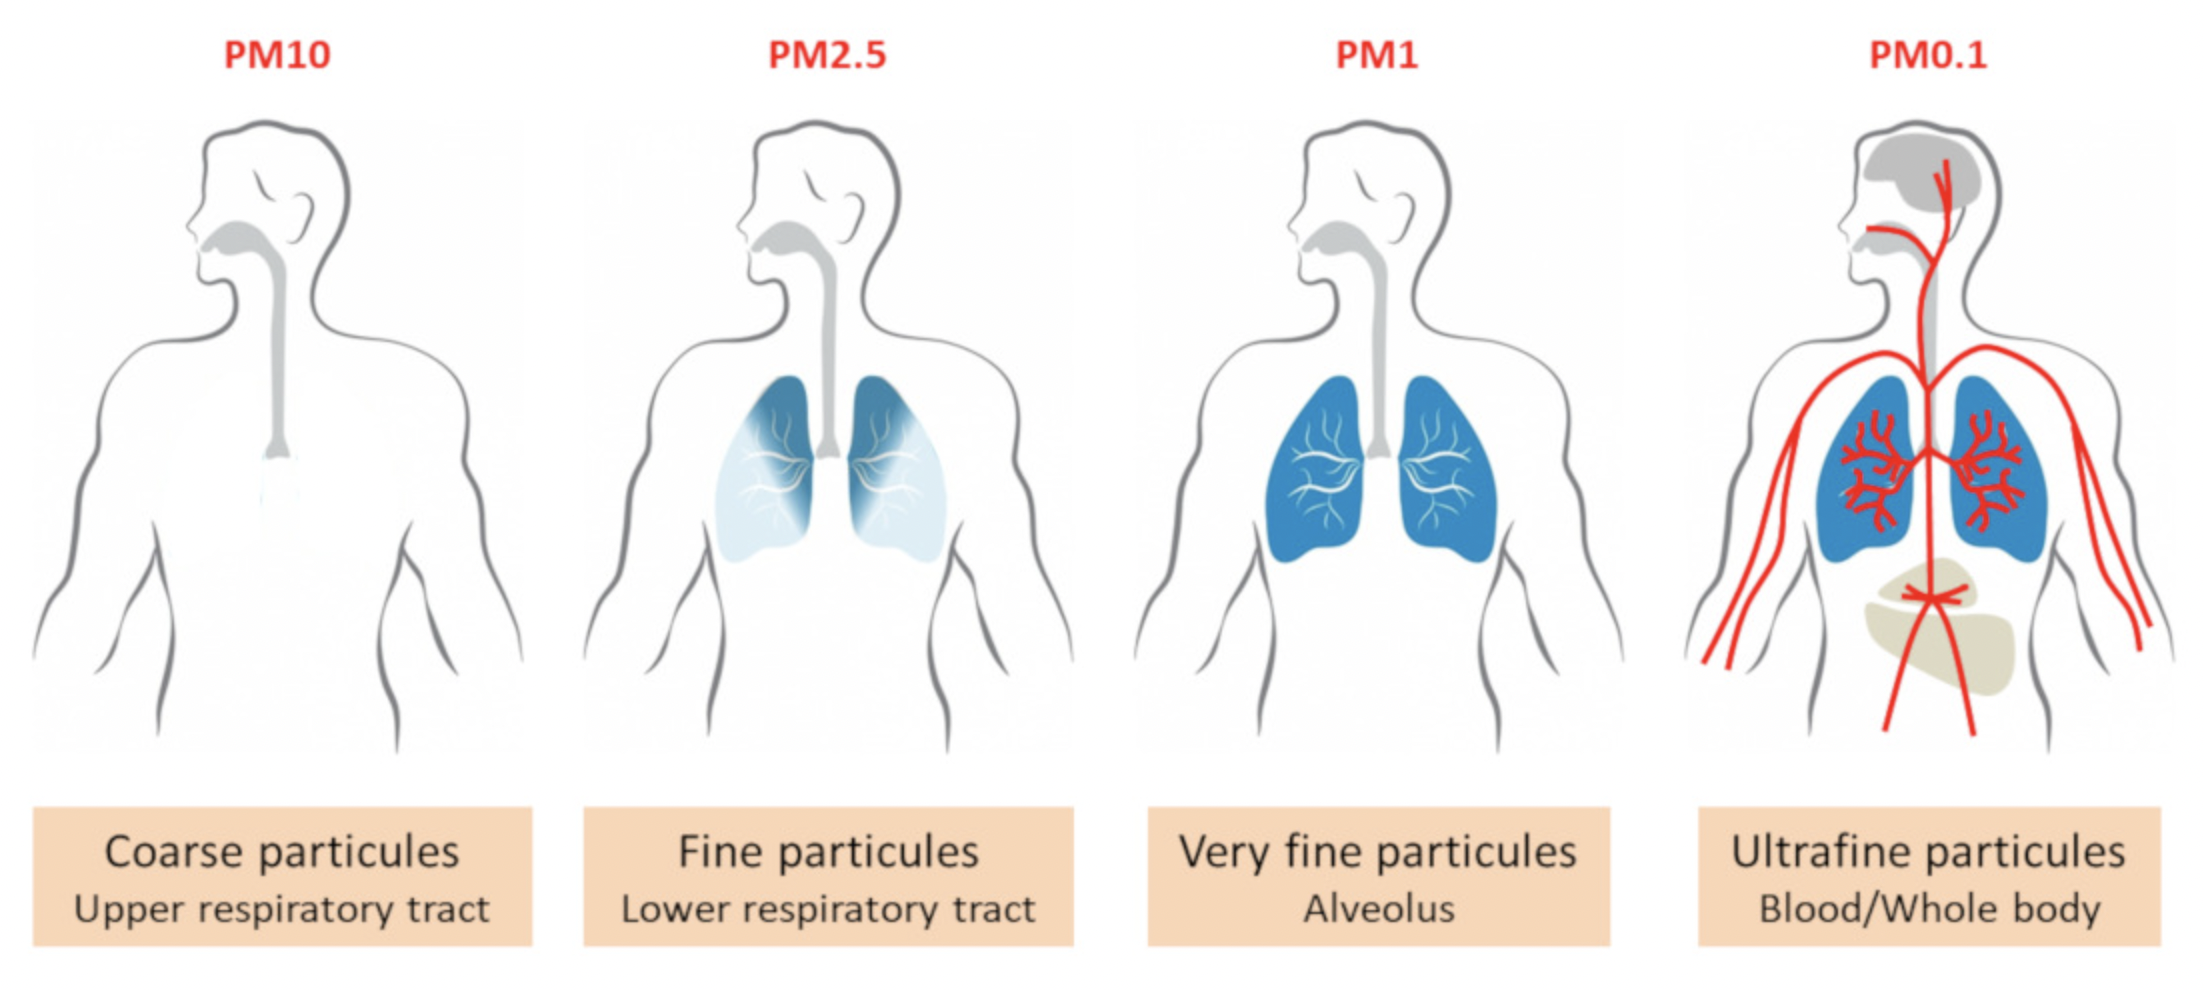 PM10
PM2.5
PM1
PM0.1
Coarse particules
Upper respiratory tract
Fine particules
Lower respiratory tract
Very fine particules
Alveolus
Ultrafine particules
Blood/Whole body